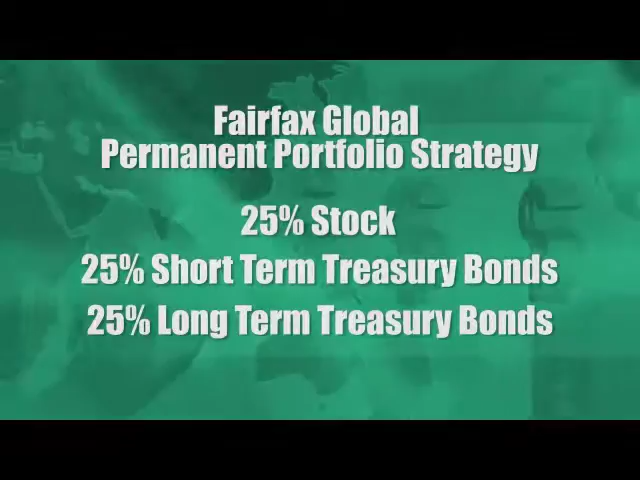 Fairfax Global
Permanent Portfolio Strategy
25% Stock
25% Short Term Treasury Bonds
25% Long Term Treasury Bonds